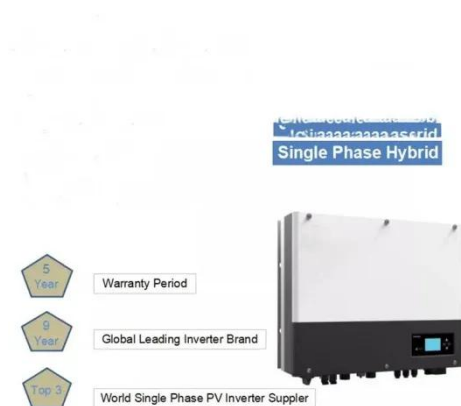 Single Phase Hybrid
5
Year
Warranty Period
9
Year
Global Leading Inverter Brand
Top 3
World Single Phase PV Inverter Suppler